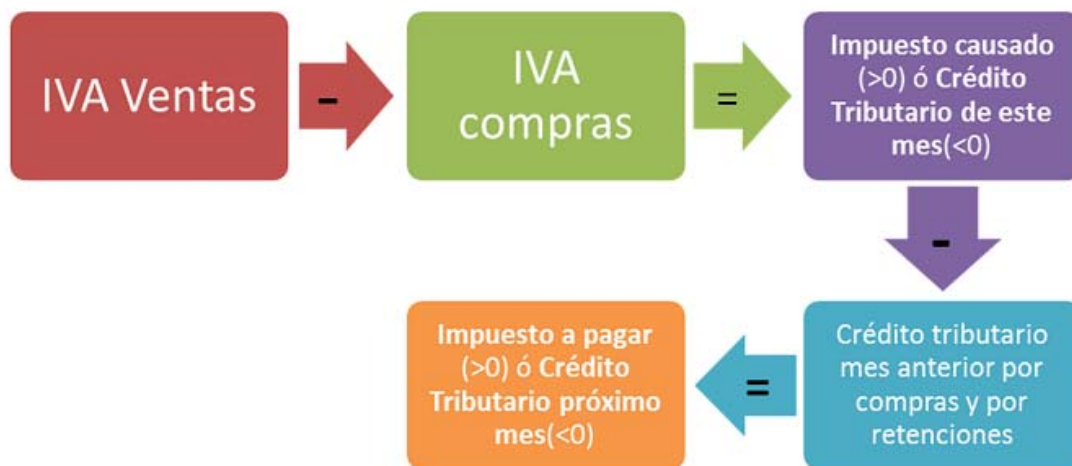 IVA Ventas
-
IVA
compras
=
Impuesto causado
(>0) ó Crédito
Tributario de este
mes(<0)
-
Crédito tributario
mes anterior por
compras y por
retenciones
=
Impuesto a pagar
(>0) ó Crédito
Tributario próximo
mes(<0)